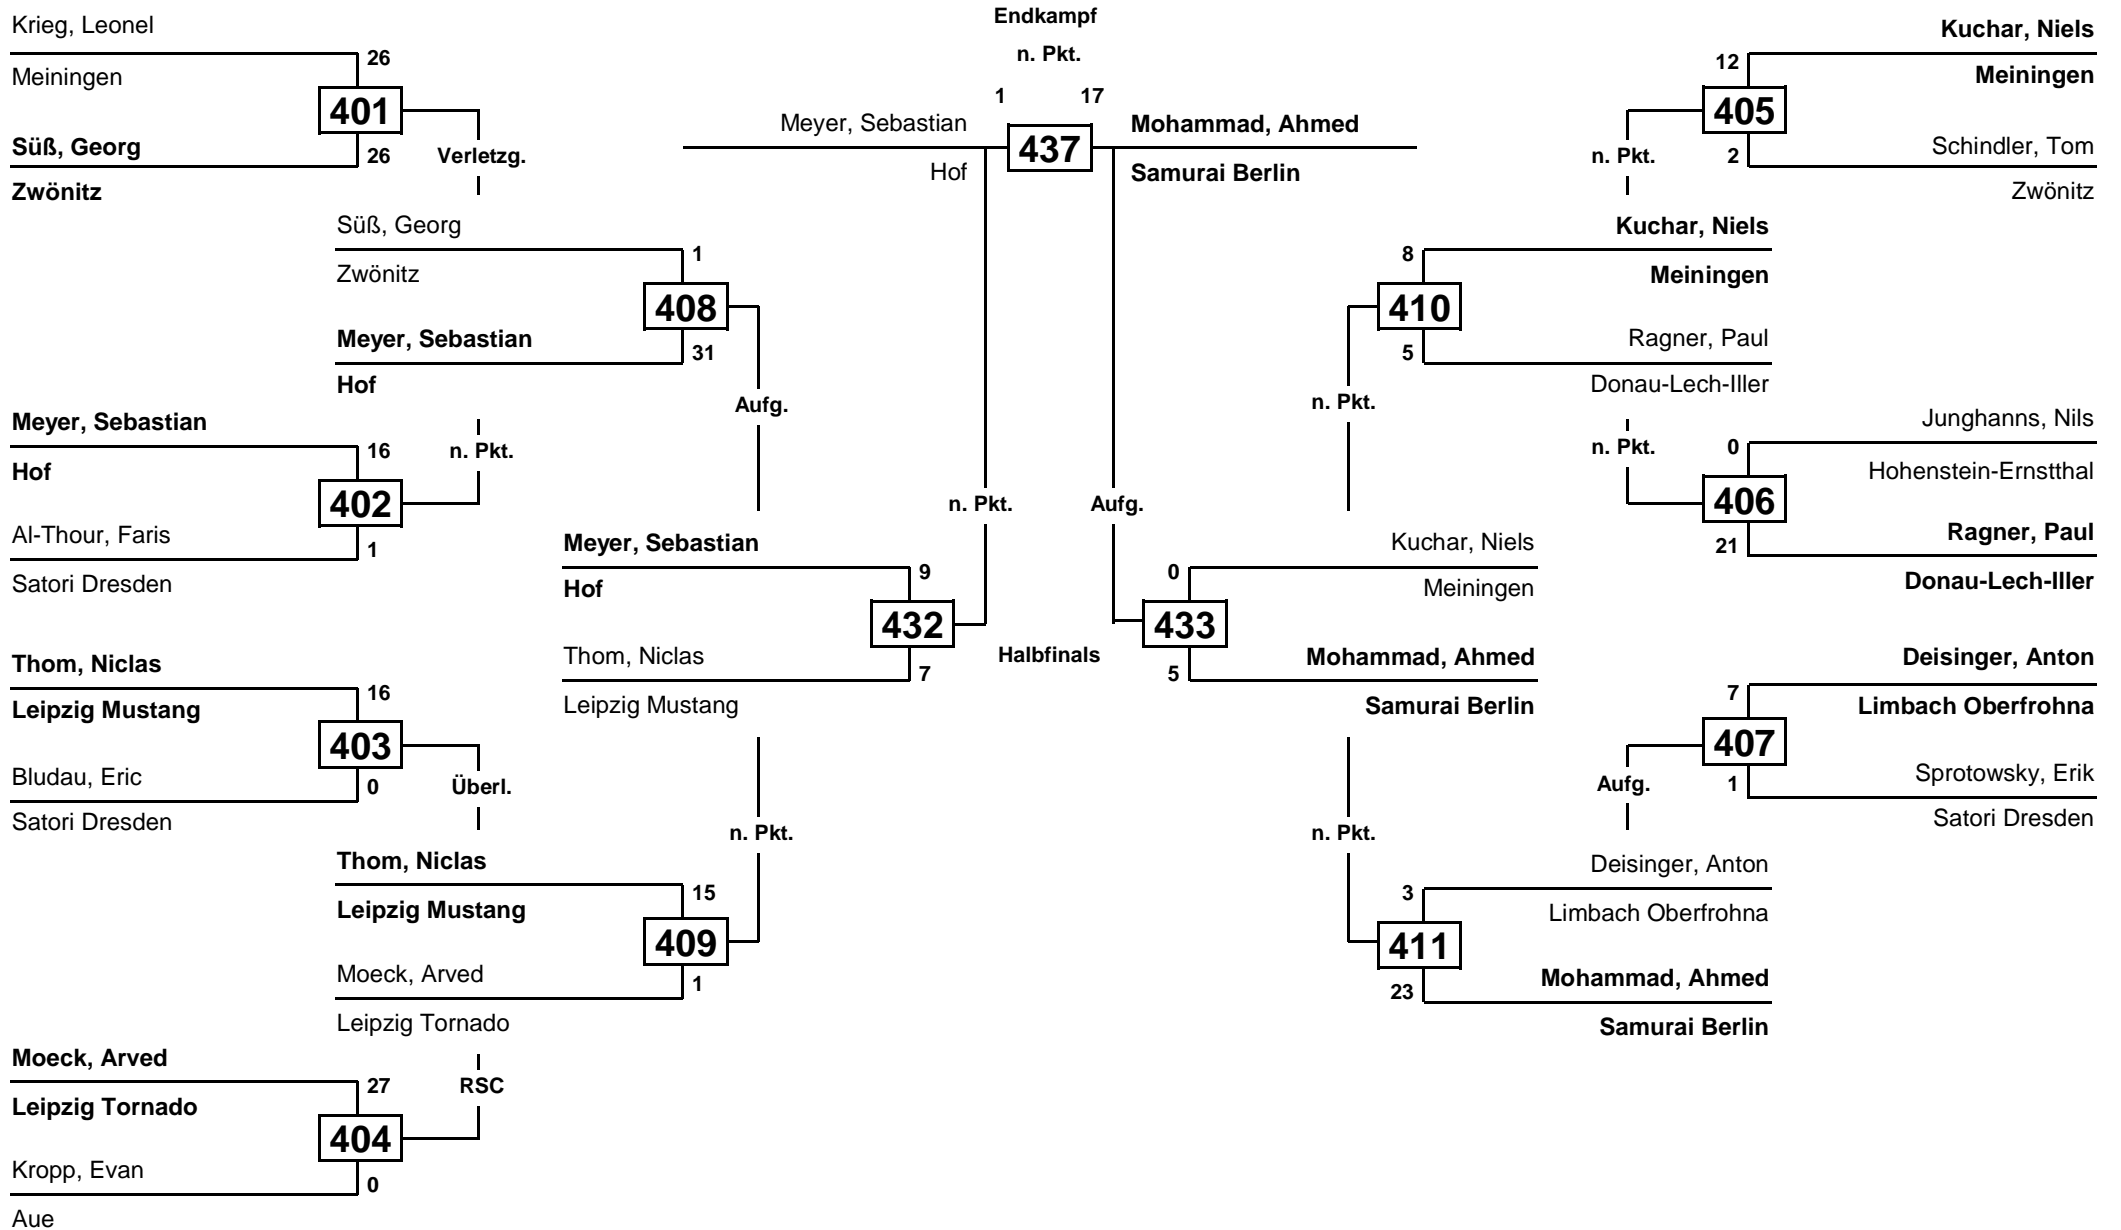 Krieg, Leonel
26
Meiningen
401
Süß, Georg
26
Verletzg.
Zwönitz
Süß, Georg
1
Zwönitz
408
Meyer, Sebastian
31
Hof
Aufg.
Meyer, Sebastian
16
n. Pkt.
Hof
402
Al-Thour, Faris
1
Satori Dresden
Meyer, Sebastian
9
Hof
432
Thom, Niclas
7
Leipzig Mustang
n. Pkt.
Thom, Niclas
16
Leipzig Mustang
403
Bludau, Eric
0
Überl.
Satori Dresden
Thom, Niclas
15
Leipzig Mustang
409
n. Pkt.
Moeck, Arved
1
Leipzig Tornado
Moeck, Arved
27
RSC
Leipzig Tornado
404
Kropp, Evan
0
Aue
Endkampf
n. Pkt.
1 17
Meyer, Sebastian
Hof
437
Mohammad, Ahmed
Samurai Berlin
Aufg.
Halbfinals
Kuchar, Niels
0
Meiningen
433
Mohammad, Ahmed
5
Samurai Berlin
Kuchar, Niels
8
Meiningen
410
Ragner, Paul
5
Donau-Lech-Iller
n. Pkt.
Deisinger, Anton
3
Limbach Oberfrohna
411
Mohammad, Ahmed
23
Samurai Berlin
n. Pkt.
Kuchar, Niels
12
Meiningen
405
Schindler, Tom
2
n. Pkt.
Zwönitz
Junghanns, Nils
0
n. Pkt.
Hohenstein-Ernstthal
406
Ragner, Paul
21
Donau-Lech-Iller
Deisinger, Anton
7
Limbach Oberfrohna
407
Sprotowsky, Erik
1
Aufg.
Satori Dresden